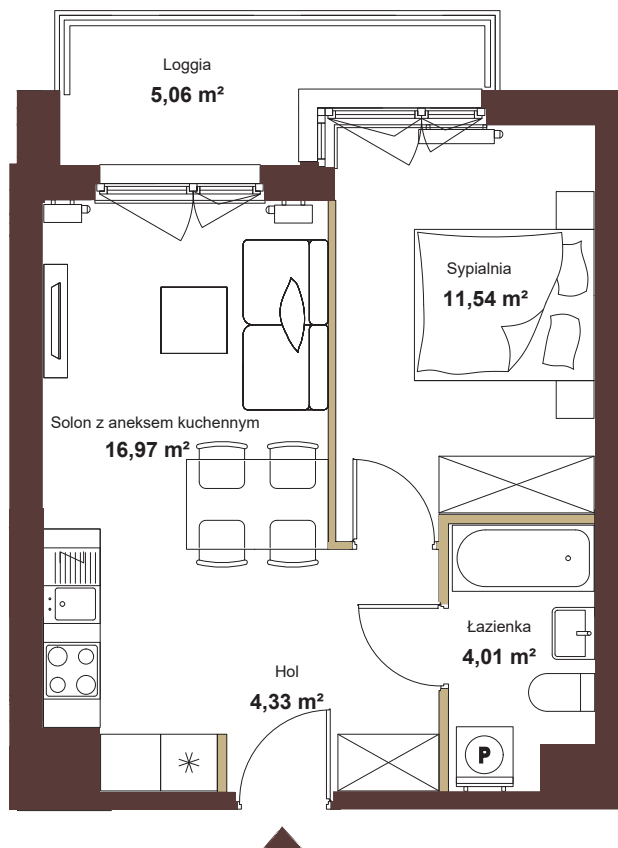 Loggia
5,06 m²
Sypialnia
11,54 m²
Solon z aneksem kuchennym
16,97 m²
Łazienka
4,01 m²
Hol
4,33 m²
P